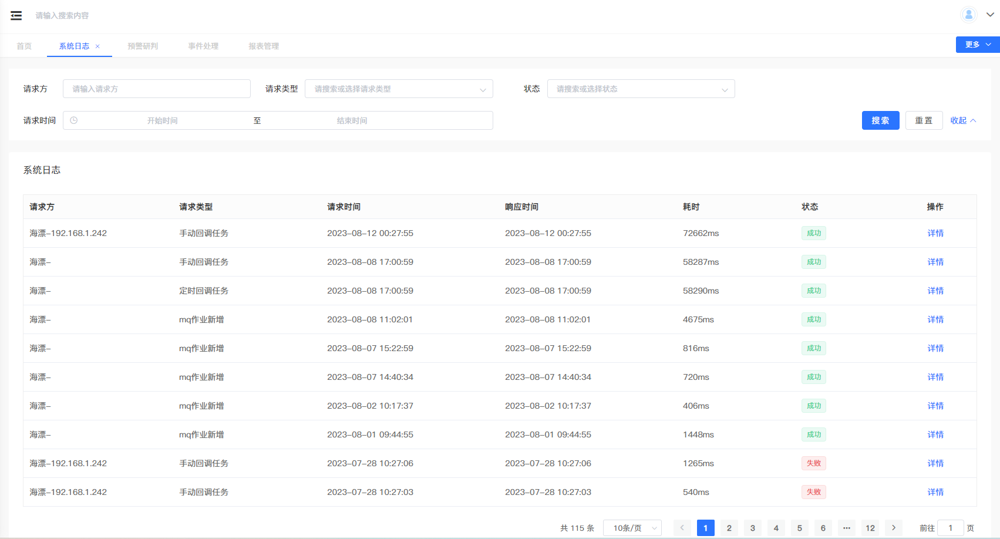 请输入搜索内容
首页 系统日志 × 预警研判 事件处理 报表管理 更多
请求方 请输入请求方 请求类型 请搜索或选择请求类型 状态 请搜索或选择状态
请求时间 开始时间 至 结束时间 搜索 重置 收起
系统日志
请求方 请求类型 请求时间 响应时间 耗时 状态 操作
海漂-192.168.1.242 手动回调任务 2023-08-12 00:27:55 2023-08-12 00:27:55 72662ms 成功 详情
海漂- 手动回调任务 2023-08-08 17:00:59 2023-08-08 17:00:59 58287ms 成功 详情
海漂- 定时回调任务 2023-08-08 17:00:59 2023-08-08 17:00:59 58290ms 成功 详情
海漂- mq作业新增 2023-08-08 11:02:01 2023-08-08 11:02:01 4675ms 成功 详情
海漂- mq作业新增 2023-08-07 15:22:59 2023-08-07 15:22:59 816ms 成功 详情
海漂- mq作业新增 2023-08-07 14:40:34 2023-08-07 14:40:34 720ms 成功 详情
海漂- mq作业新增 2023-08-02 10:17:37 2023-08-02 10:17:37 406ms 成功 详情
海漂- mq作业新增 2023-08-01 09:44:55 2023-08-01 09:44:55 1448ms 成功 详情
海漂-192.168.1.242 手动回调任务 2023-07-28 10:27:06 2023-07-28 10:27:06 1265ms 失败 详情
海漂-192.168.1.242 手动回调任务 2023-07-28 10:27:03 2023-07-28 10:27:03 540ms 失败 详情
共 115 条 10条/页 < 1 2 3 4 5 6 ··· 12 > 前往 1 页